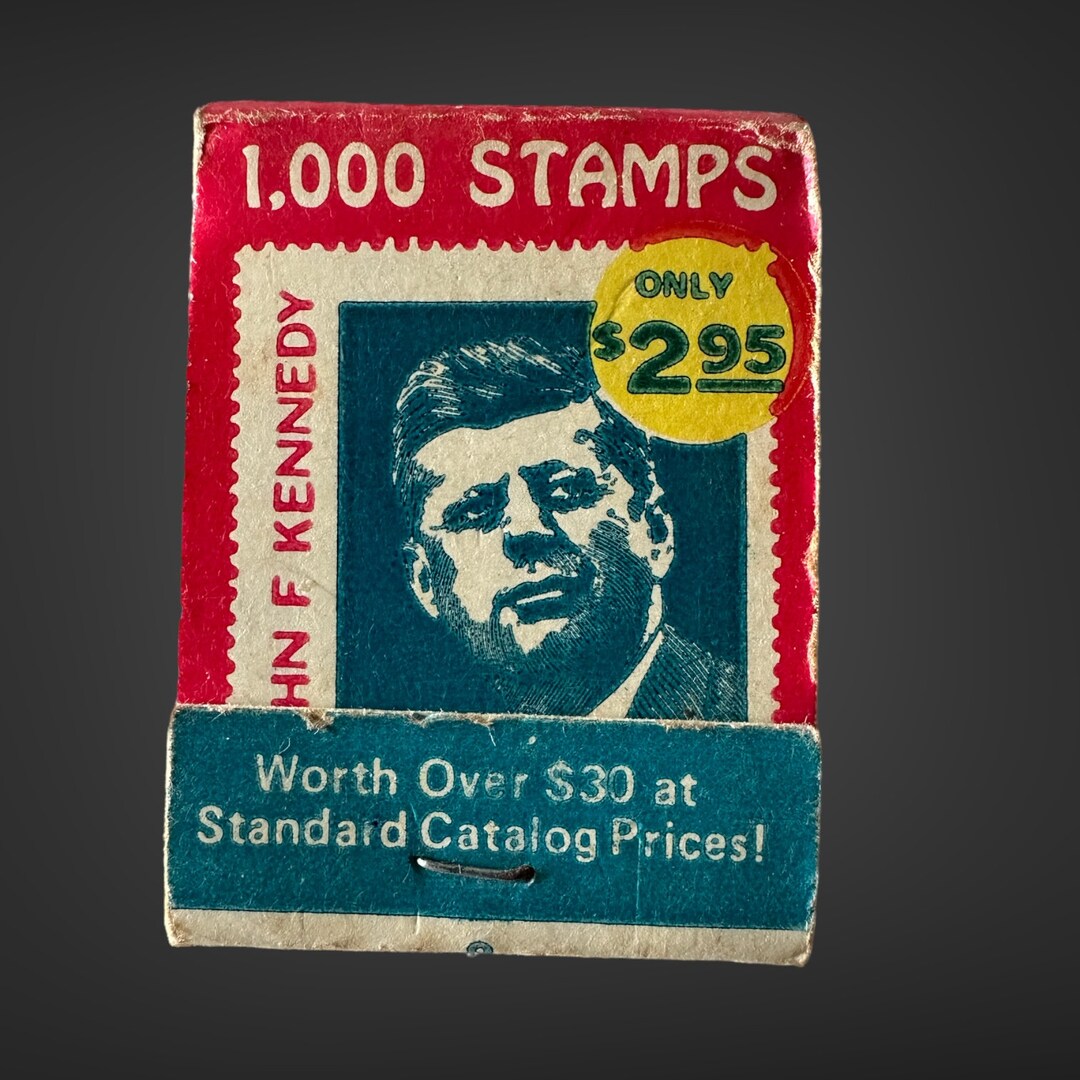 1,000 STAMPS
ONLY
$2.95
HN F KENNEDY
Worth Over $30 at
Standard Catalog Prices!